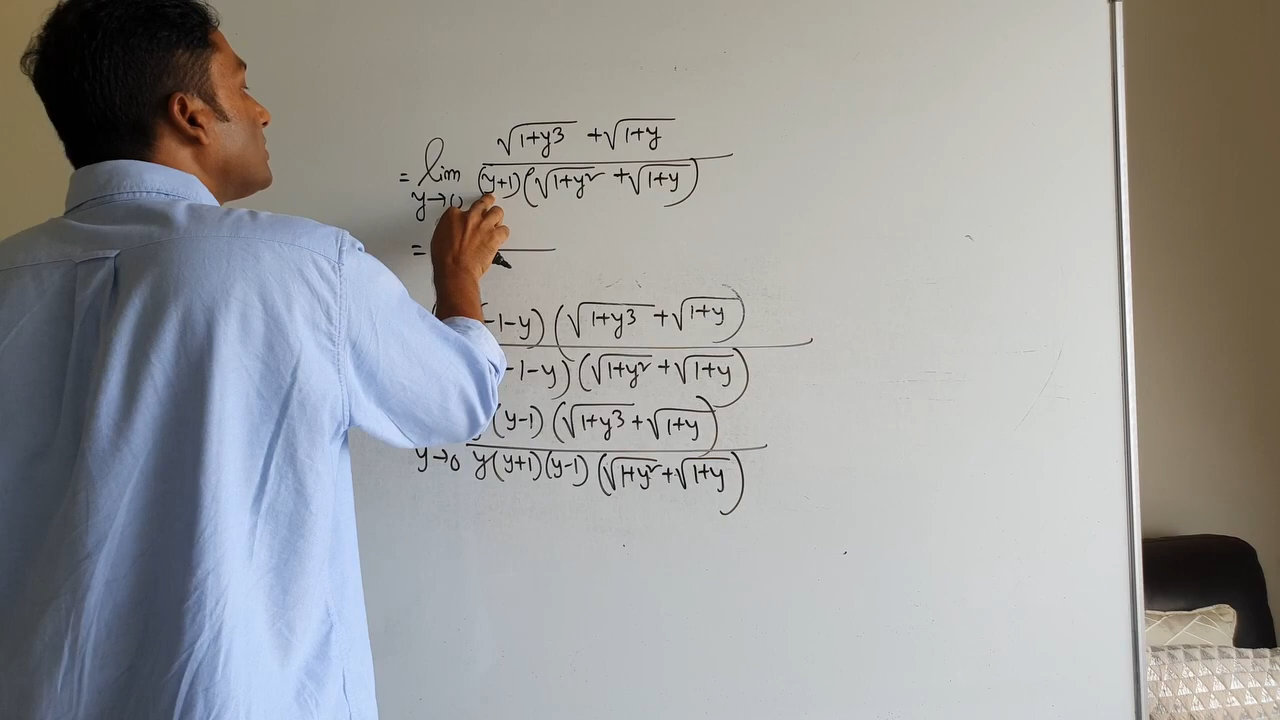 √1+y3 + √1+y
= lim
y→0 (y+1)(√1+y² + √1+y)
=
-1-y) (√1+y3 + √1+y)
-1-y) (√1+y² + √1+y)
(y-1) (√1+y3 + √1+y)
y→0 y(y+1)(y-1) (√1+y² + √1+y)